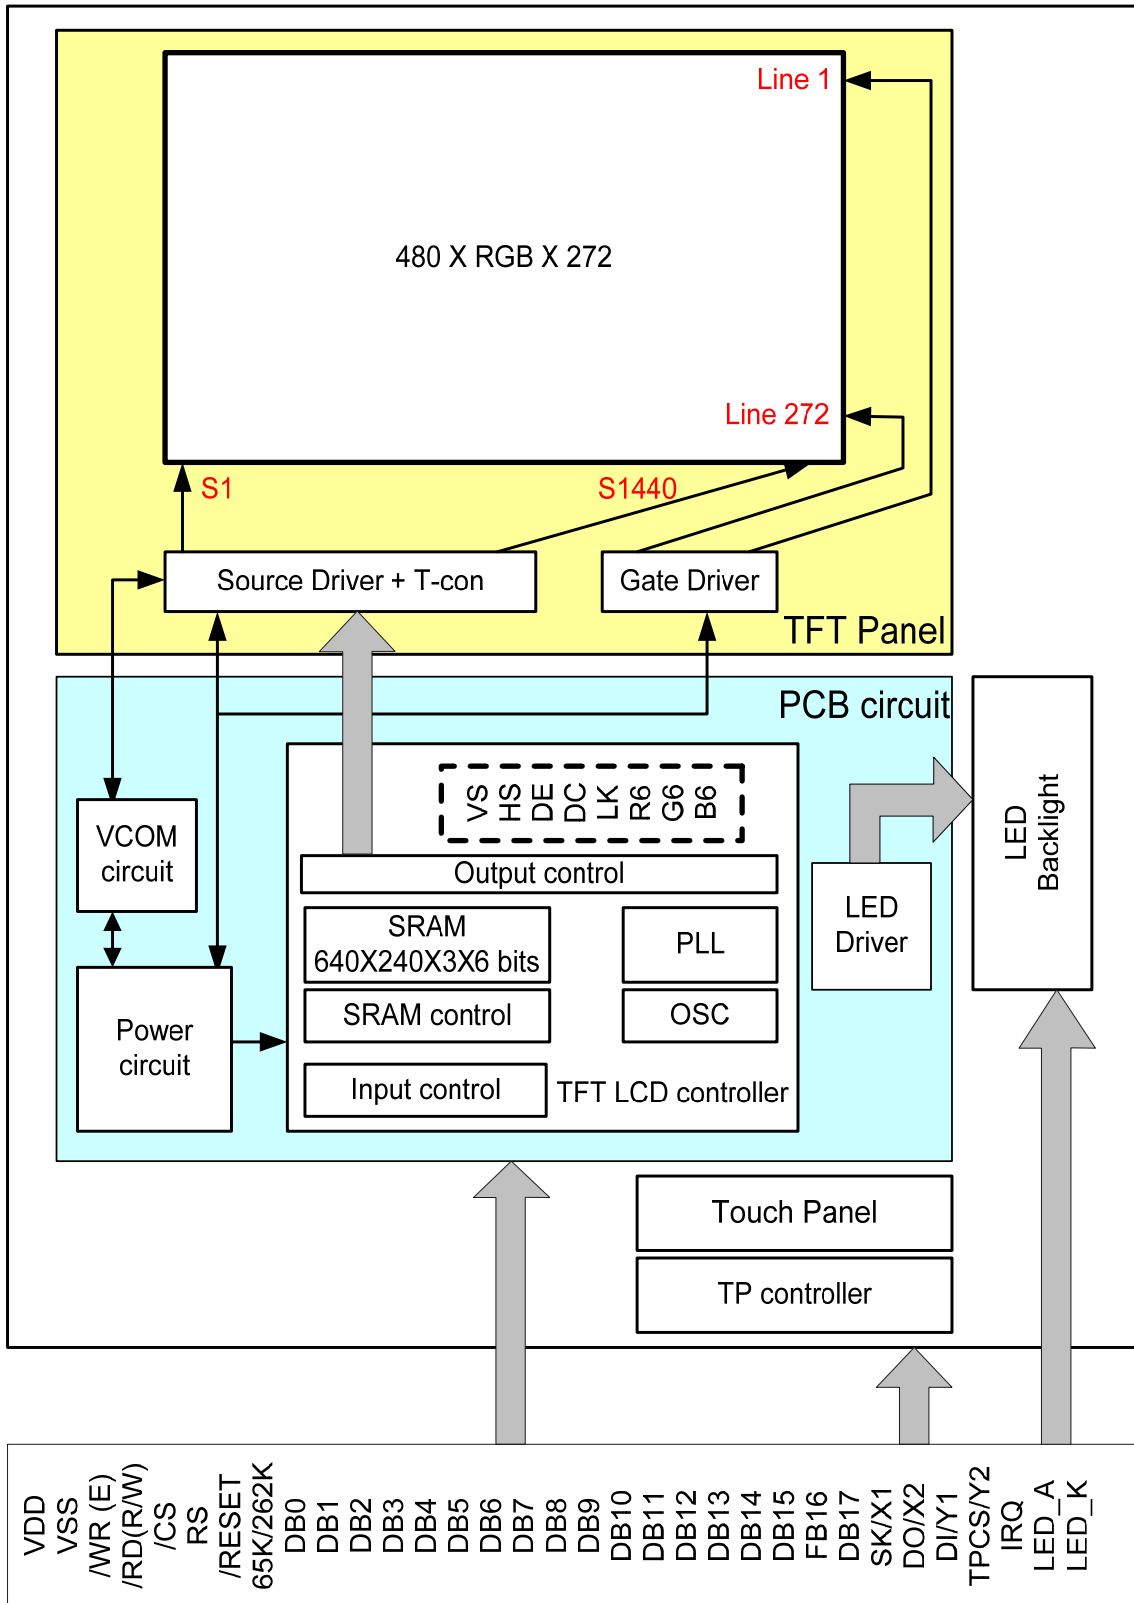 Line 1
480 X RGB X 272
Line 272
S1
S1440
Source Driver + T-con
Gate Driver
TFT Panel
PCB circuit
VS
HS
DE
DC
LK
R6
G6
B6
VCOM
circuit
Output control
LED
Backlight
LED
Driver
SRAM
640X240X3X6 bits
PLL
SRAM control
OSC
Power
circuit
Input control
TFT LCD controller
Touch Panel
TP controller
VDD
VSS
/WR (E)
/RD(R/W)
/CS
RS
/RESET
65K/262K
DB0
DB1
DB2
DB3
DB4
DB5
DB6
DB7
DB8
DB9
DB10
DB11
DB12
DB13
DB14
DB15
FB16
DB17
SK/X1
DO/X2
DI/Y1
TPCS/Y2
IRQ
LED_A
LED_K